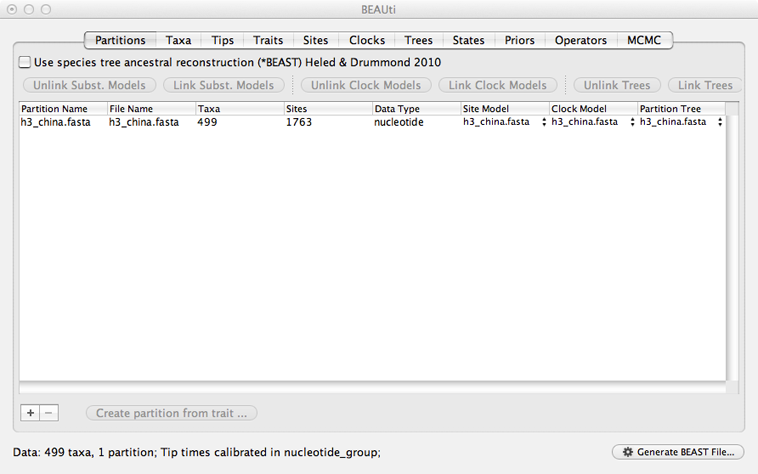 BEAUti
Partitions Taxa Tips Traits Sites Clocks Trees States Priors Operators MCMC
Use species tree ancestral reconstruction (*BEAST) Heled & Drummond 2010
Unlink Subst. Models Link Subst. Models Unlink Clock Models Link Clock Models Unlink Trees Link Trees
Partition Name File Name Taxa Sites Data Type Site Model Clock Model Partition Tree
h3_china.fasta h3_china.fasta 499 1763 nucleotide h3_china.fasta h3_china.fasta h3_china.fasta
+ − Create partition from trait ...
Data: 499 taxa, 1 partition; Tip times calibrated in nucleotide_group; Generate BEAST File...